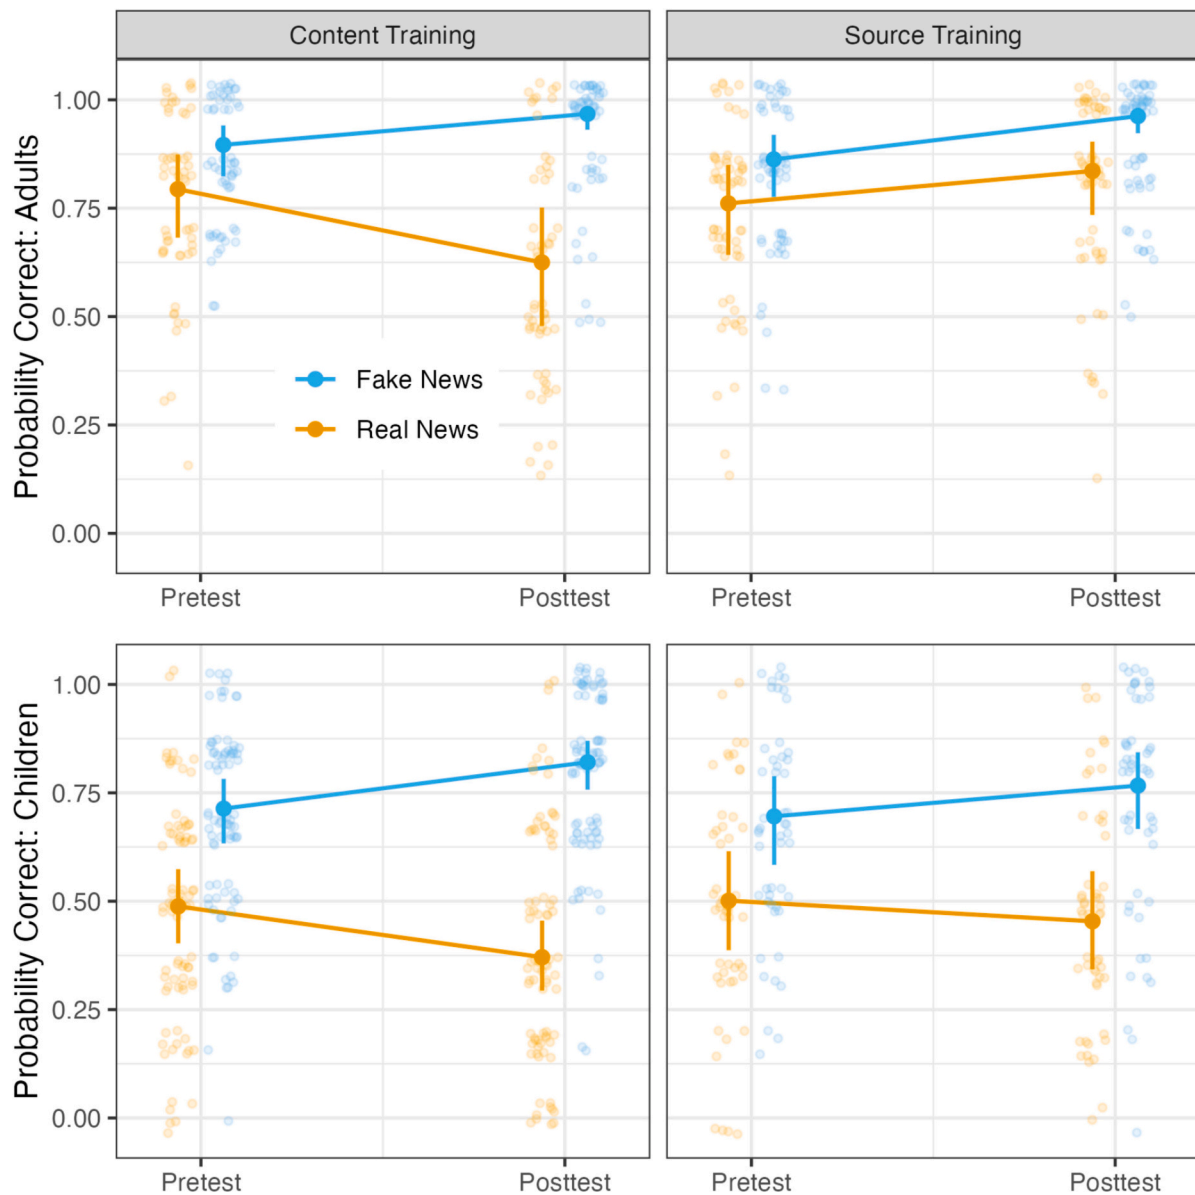 Content Training
Source Training
Probability Correct: Adults
1.00
0.75
0.50
0.25
0.00
Fake News
Real News
Pretest
Posttest
Pretest
Posttest
Probability Correct: Children
1.00
0.75
0.50
0.25
0.00
Pretest
Posttest
Pretest
Posttest